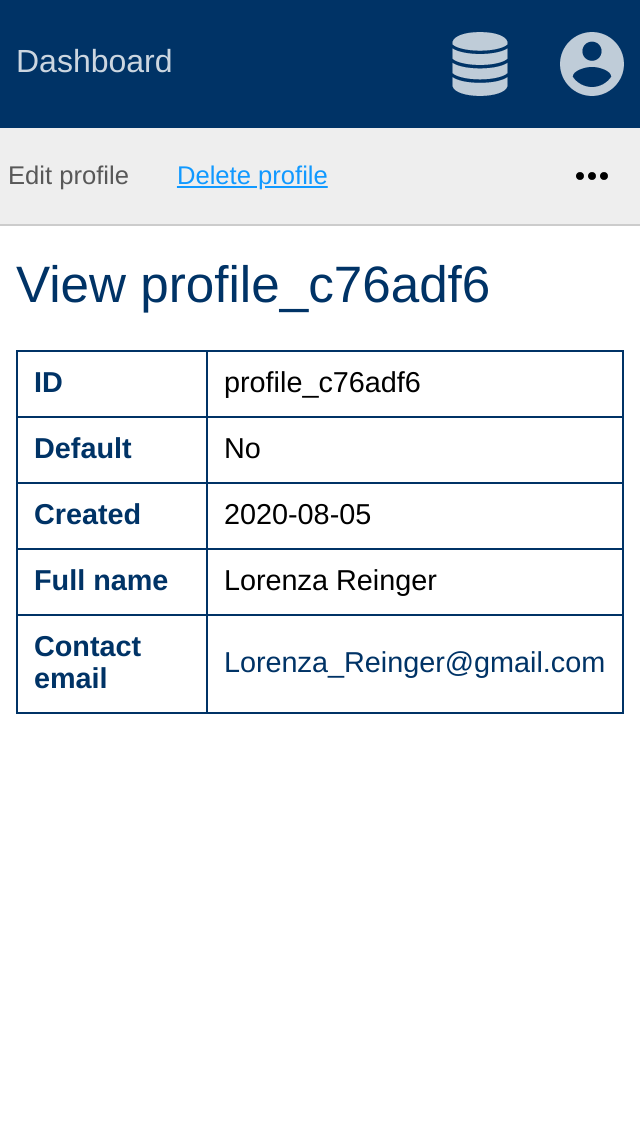 Dashboard
Edit profile Delete profile
View profile_c76adf6
ID profile_c76adf6
Default No
Created 2020-08-05
Full name Lorenza Reinger
Contact
email
Lorenza_Reinger@gmail.com